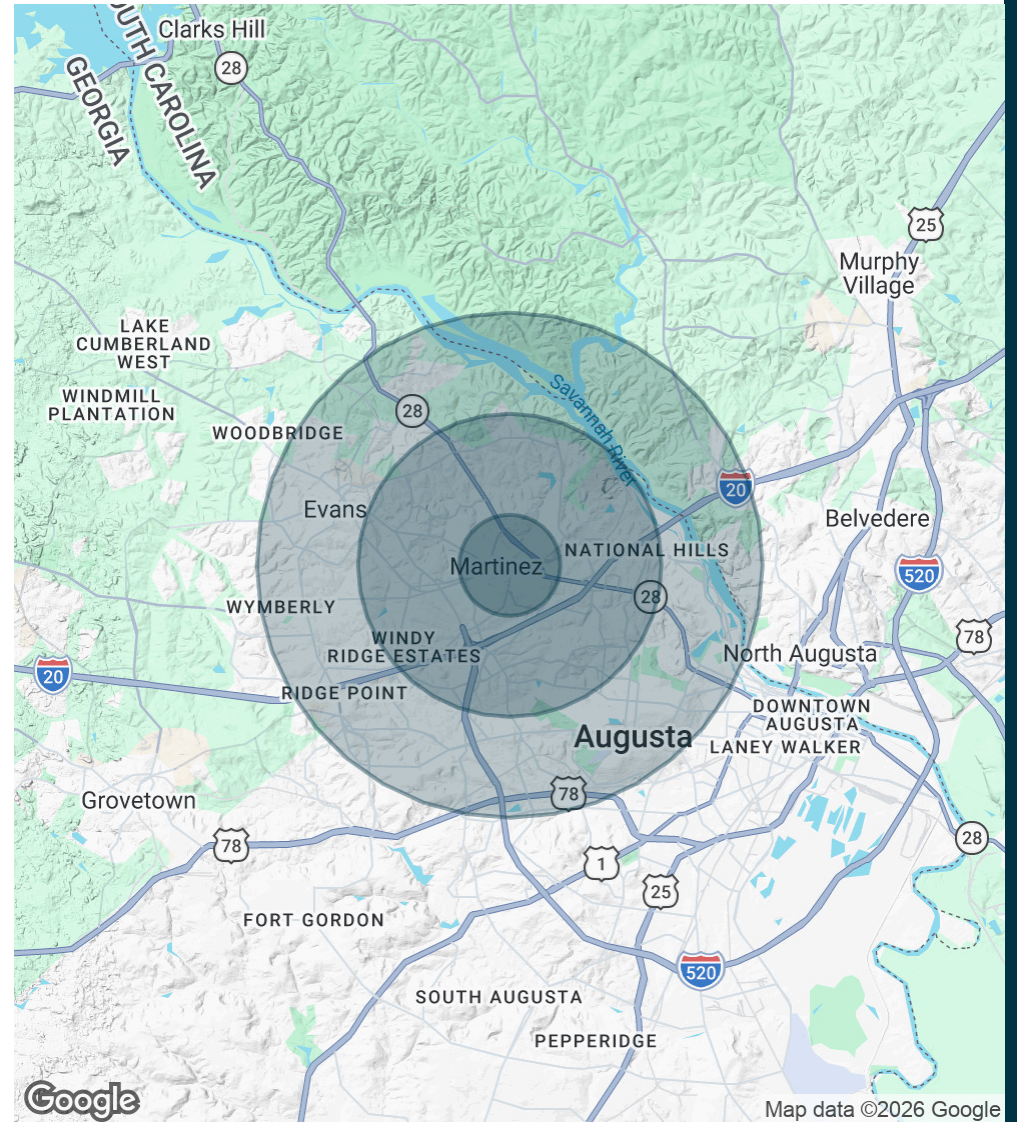 Clarks Hill
28
SOUTH CAROLINA
GEORGIA
25
Murphy
Village
LAKE
CUMBERLAND
WEST
WINDMILL
PLANTATION
WOODBRIDGE
28
Savannah River
Evans
20
Belvedere
NATIONAL HILLS
Martinez
520
28
WYMBERLY
WINDY
RIDGE ESTATES
78
North Augusta
20
RIDGE POINT
DOWNTOWN
AUGUSTA
Augusta
LANEY WALKER
78
Grovetown
28
78
1
25
FORT GORDON
520
SOUTH AUGUSTA
PEPPERIDGE
Google
Map data ©2026 Google